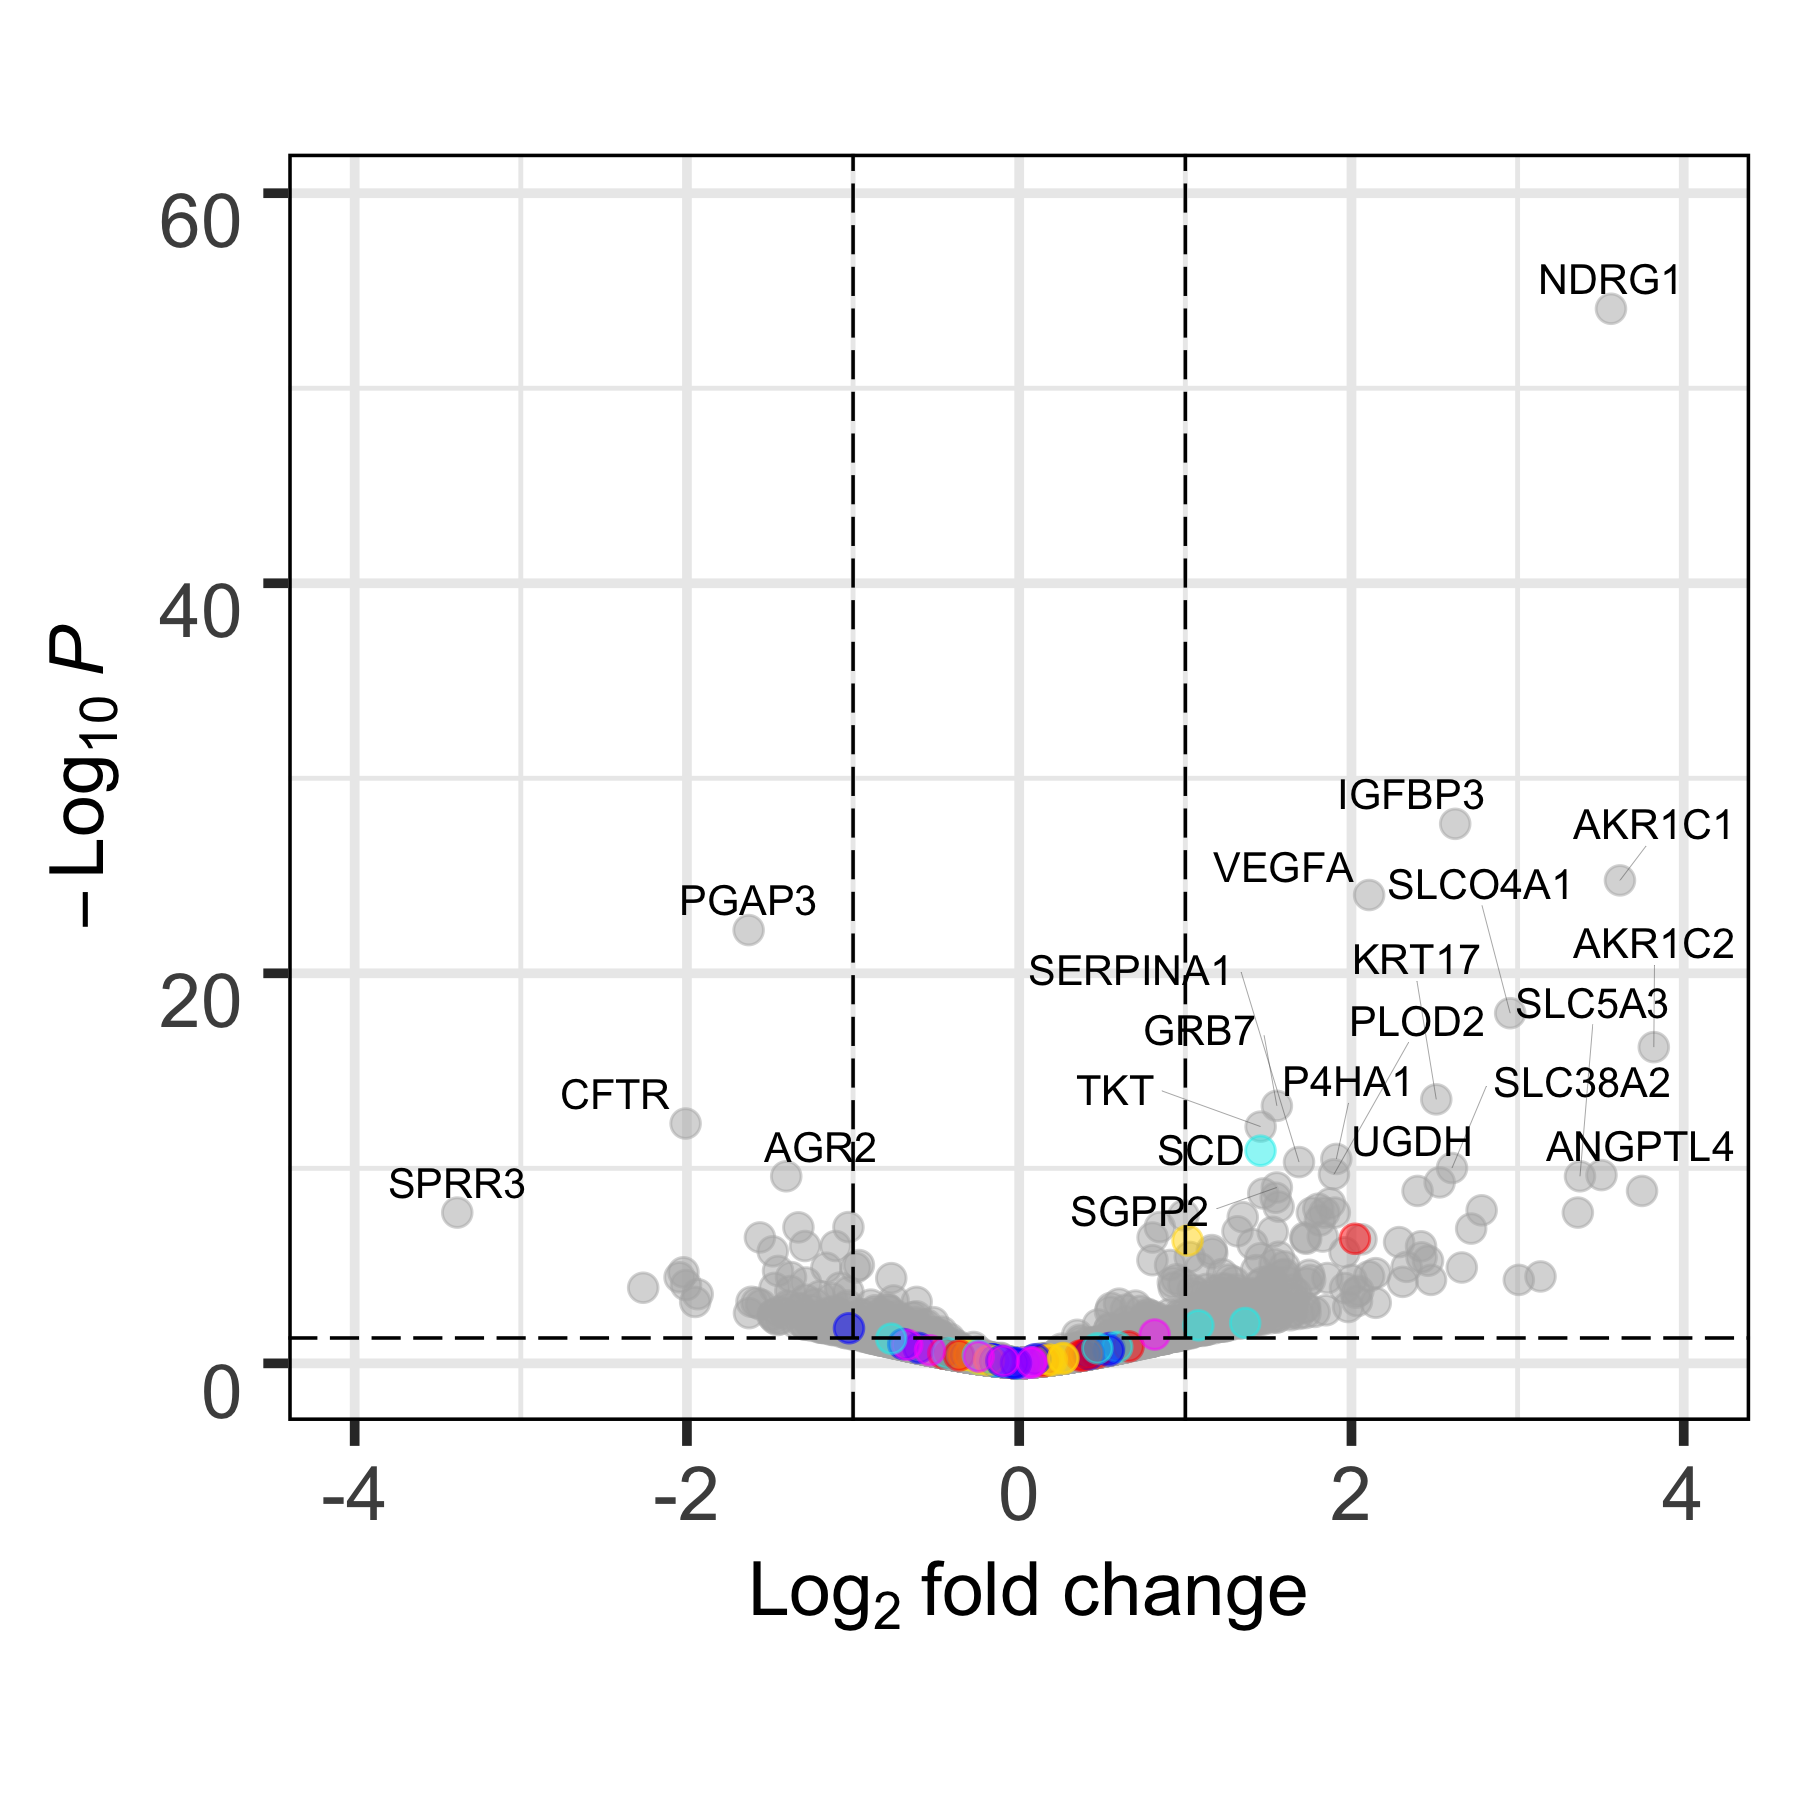 60
40
20
0
−Log10 P
NDRG1
IGFBP3
AKR1C1
VEGFA
SLCO4A1
PGAP3
AKR1C2
KRT17
SERPINA1
SLC5A3
PLOD2
GRB7
P4HA1
SLC38A2
TKT
CFTR
UGDH
ANGPTL4
AGR2
SCD
SPRR3
SGPP2
-4 -2 0 2 4
Log2 fold change